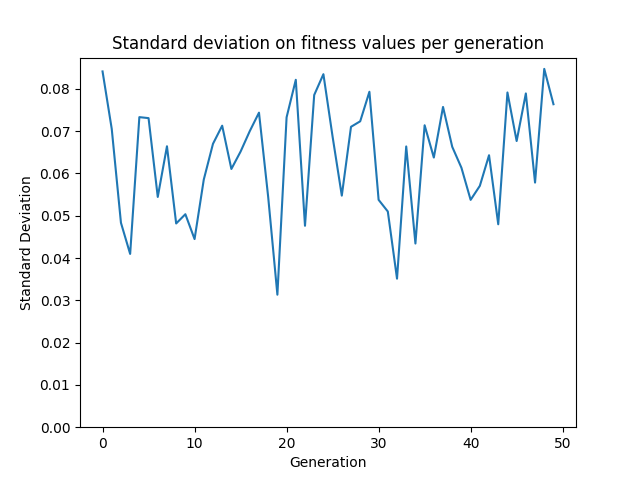 Standard deviation on fitness values per generation
0.08
0.07
0.06
0.05
0.04
0.03
0.02
0.01
0.00
Standard Deviation
0 10 20 30 40 50
Generation